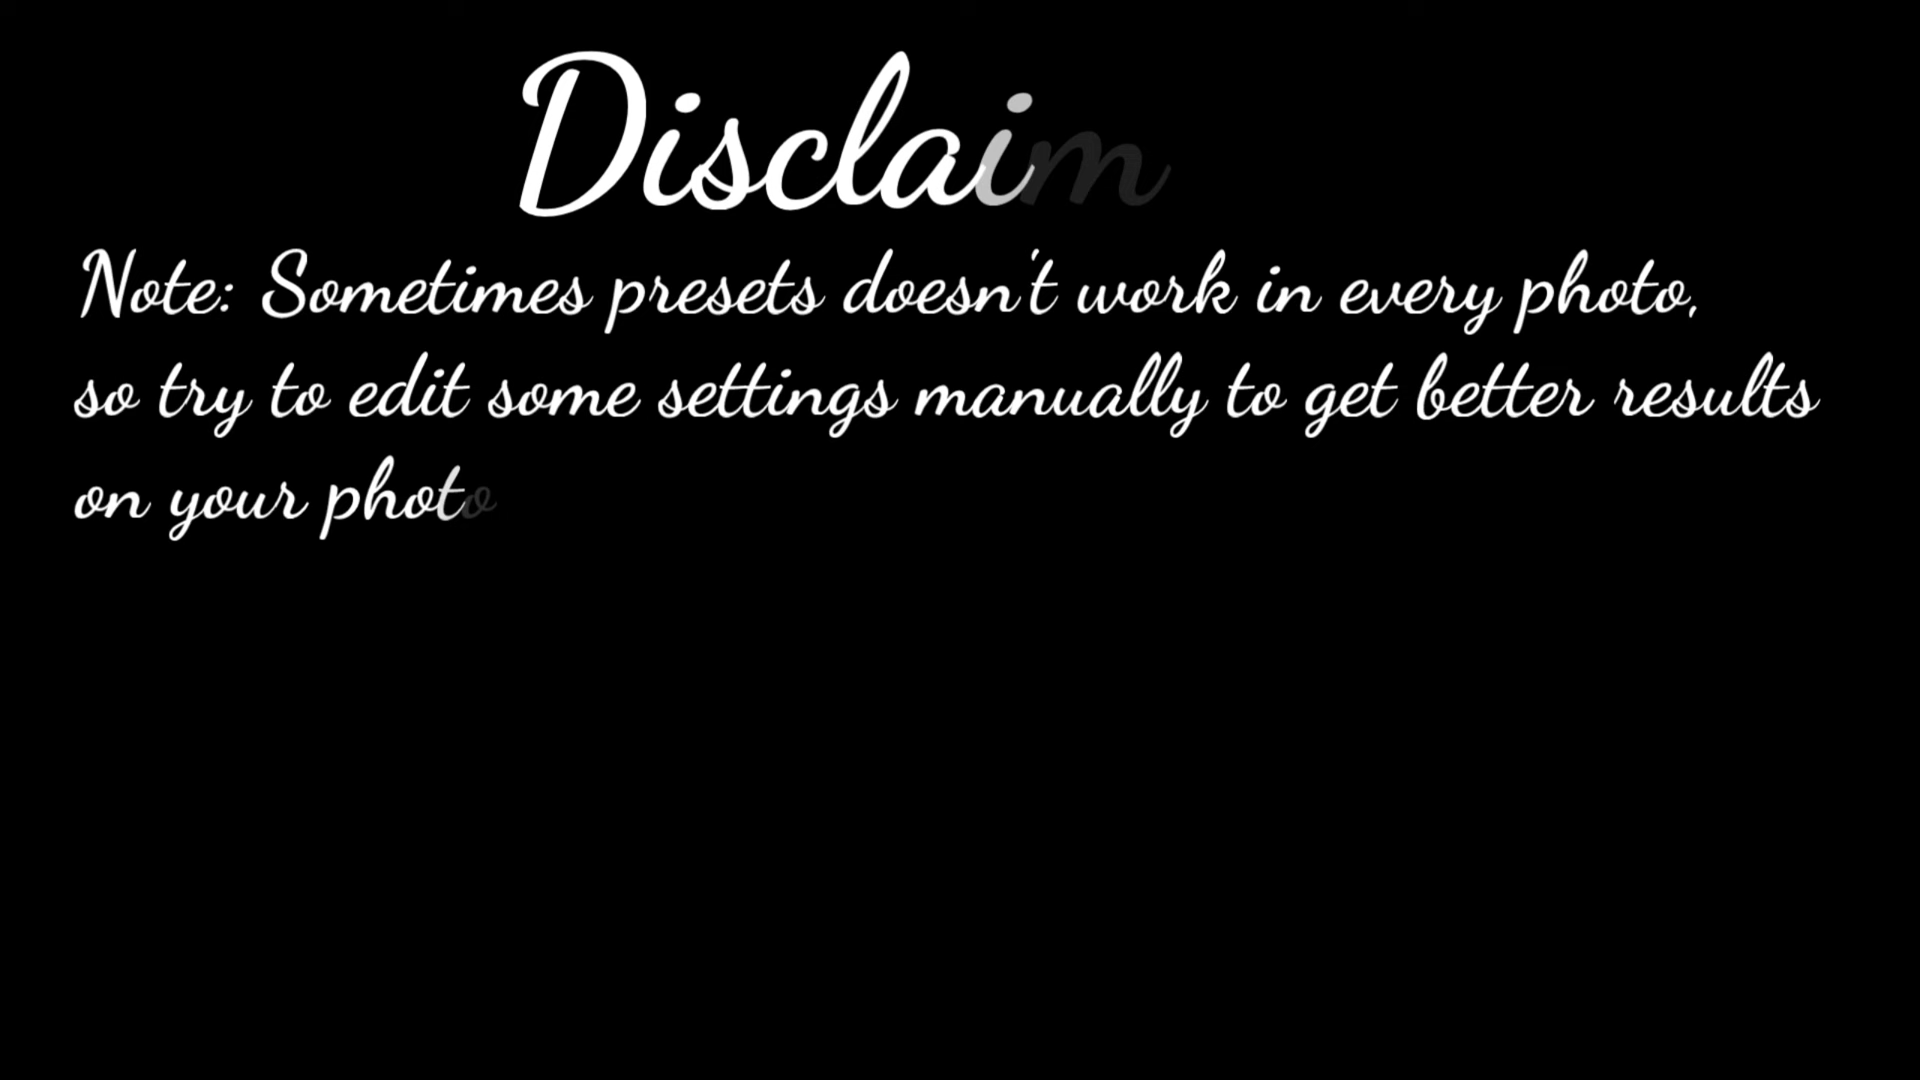 Disclaim
Note: Sometimes presets doesn't work in every photo,
so try to edit some settings manually to get better results
on your photo